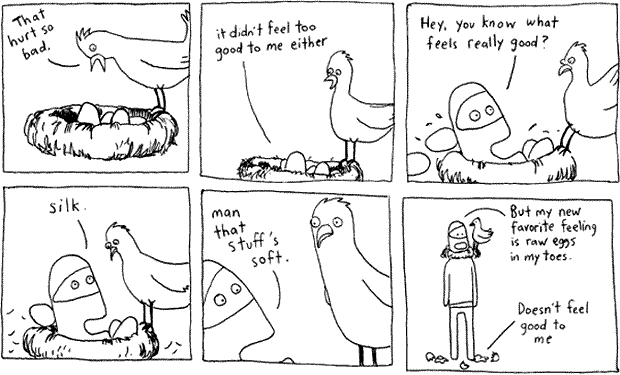 That
hurt so
bad.
it didn't feel too
good to me either
Hey, you know what
feels really good?
silk.
man
that
stuff's
soft.
But my new
favorite feeling
is raw eggs
in my toes.
Doesn't feel
good to
me